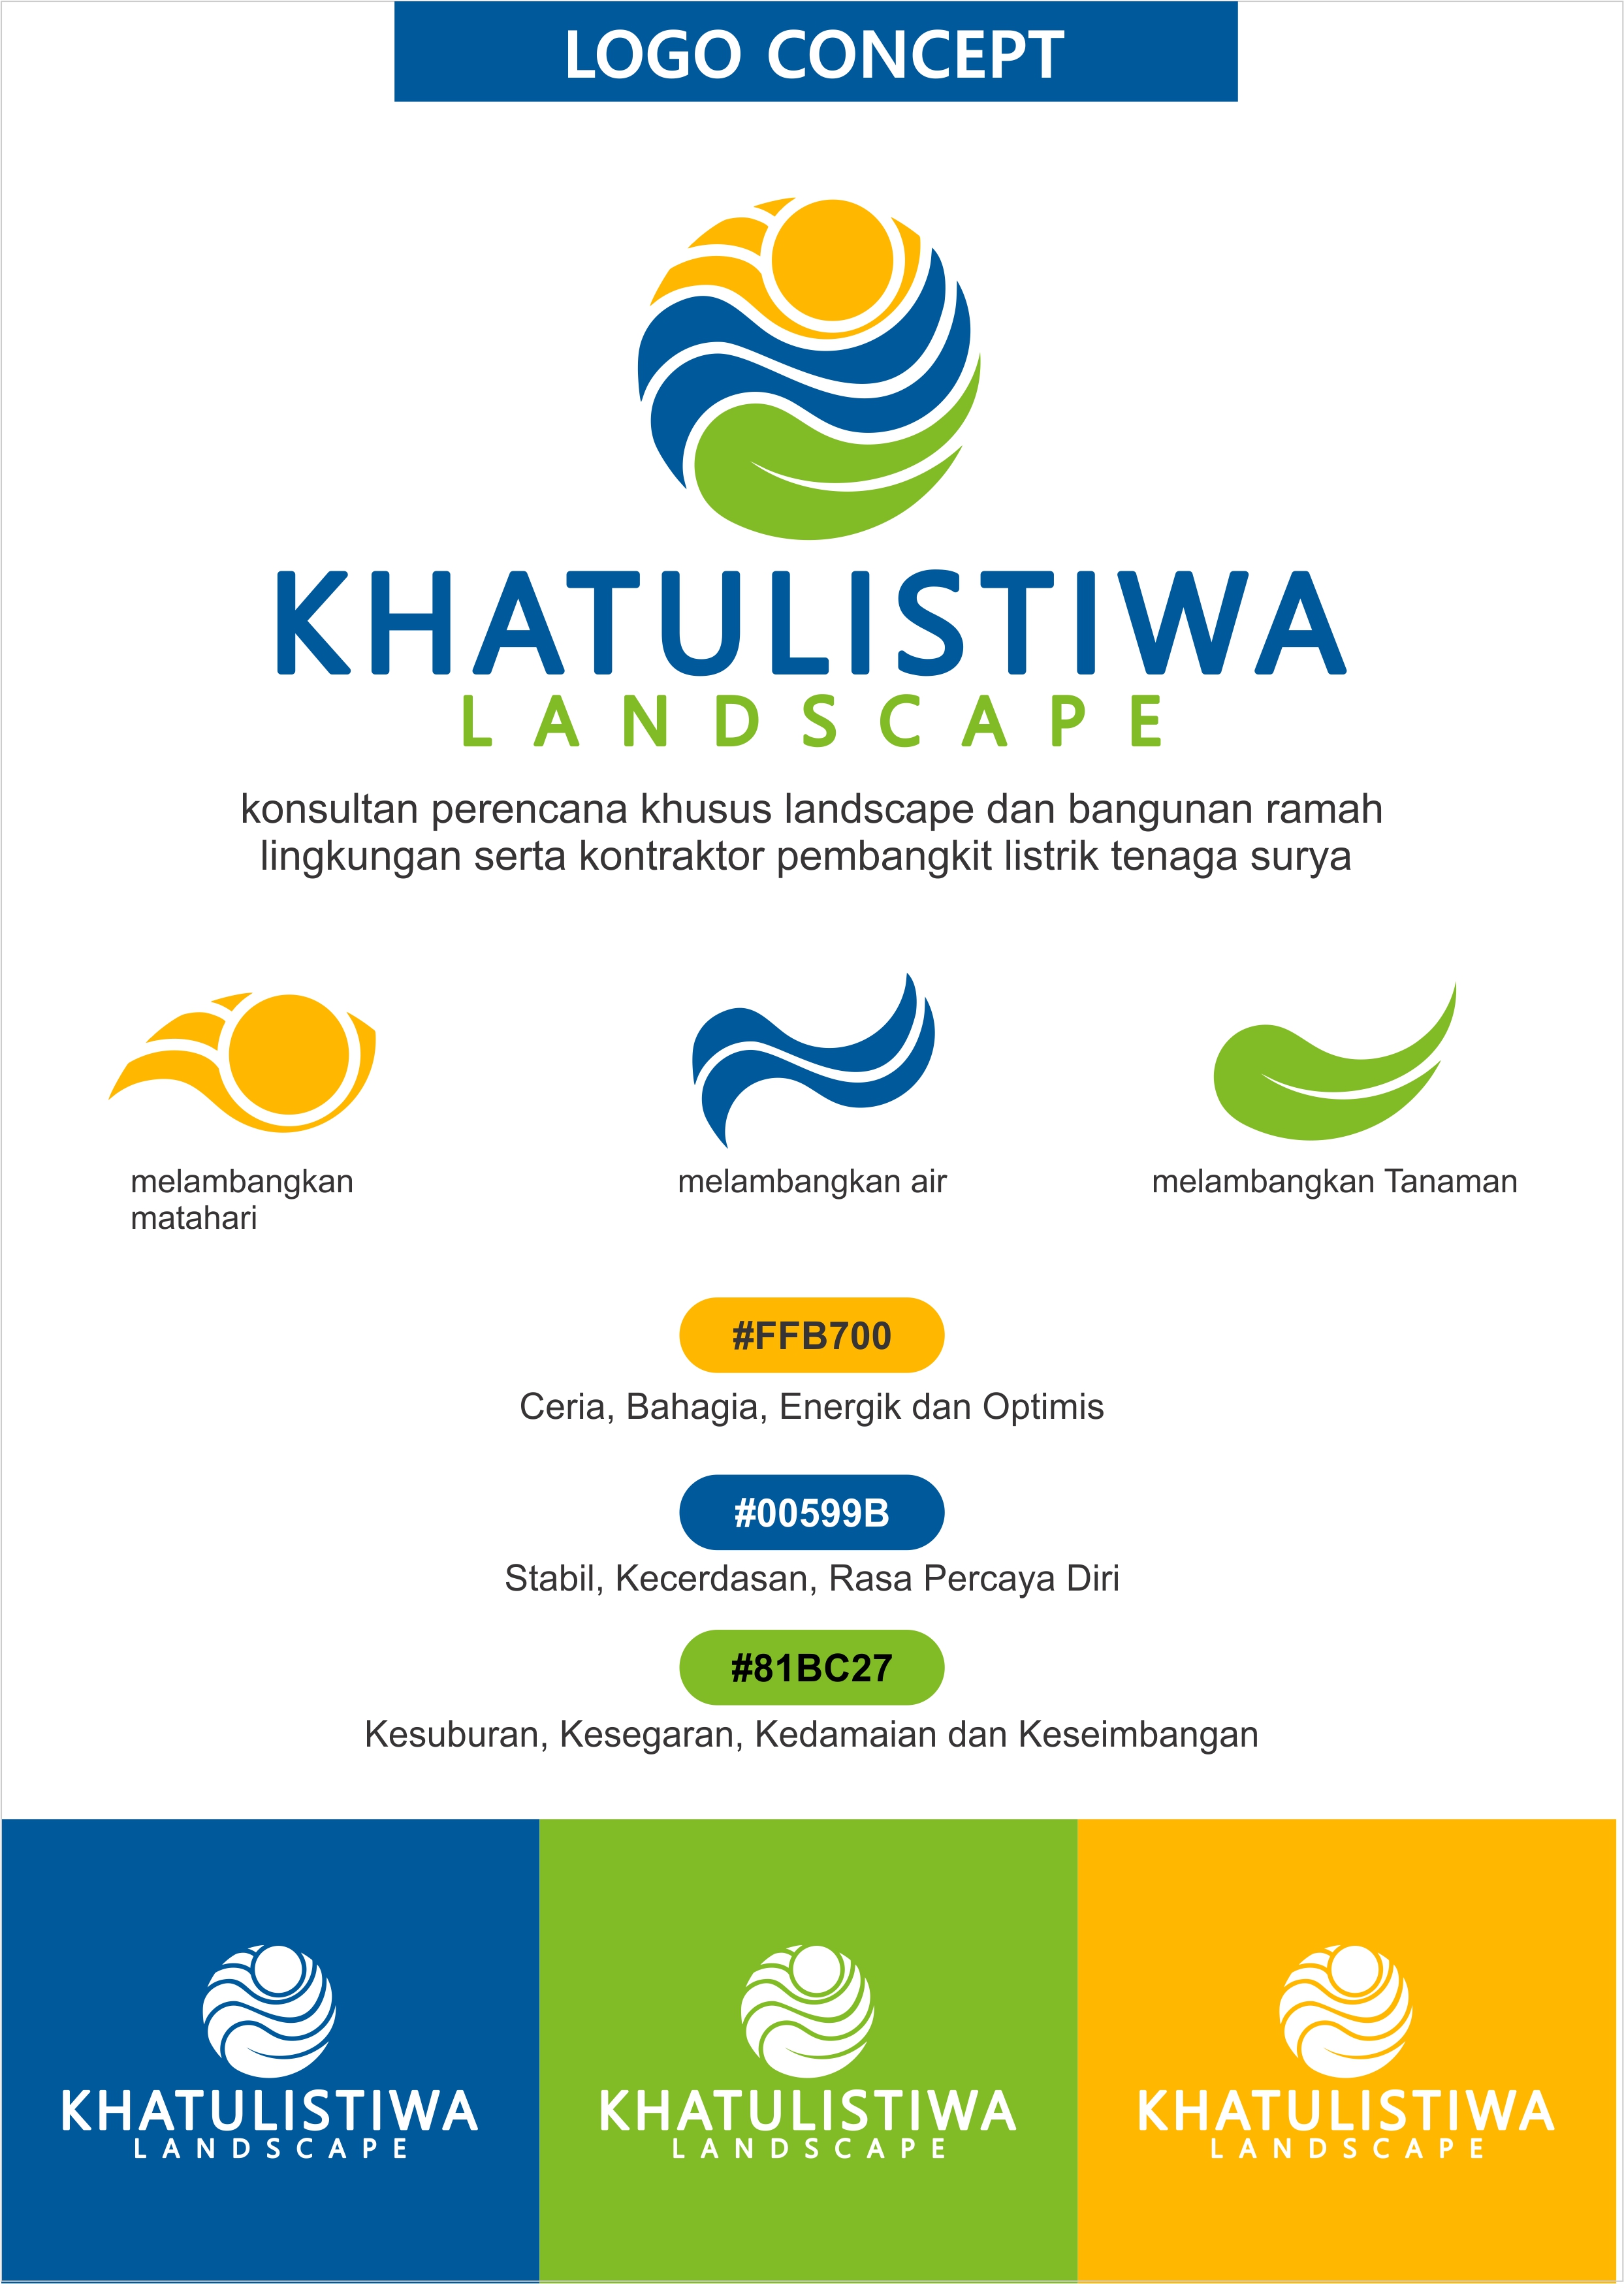 LOGO CONCEPT
KHATULISTIWA
LANDSCAPE
konsultan perencana khusus landscape dan bangunan ramah
lingkungan serta kontraktor pembangkit listrik tenaga surya
melambangkan
matahari
melambangkan air
melambangkan Tanaman
#FFB700
Ceria, Bahagia, Energik dan Optimis
#00599B
Stabil, Kecerdasan, Rasa Percaya Diri
#81BC27
Kesuburan, Kesegaran, Kedamaian dan Keseimbangan
KHATULISTIWA
LANDSCAPE
KHATULISTIWA
LANDSCAPE
KHATULISTIWA
LANDSCAPE